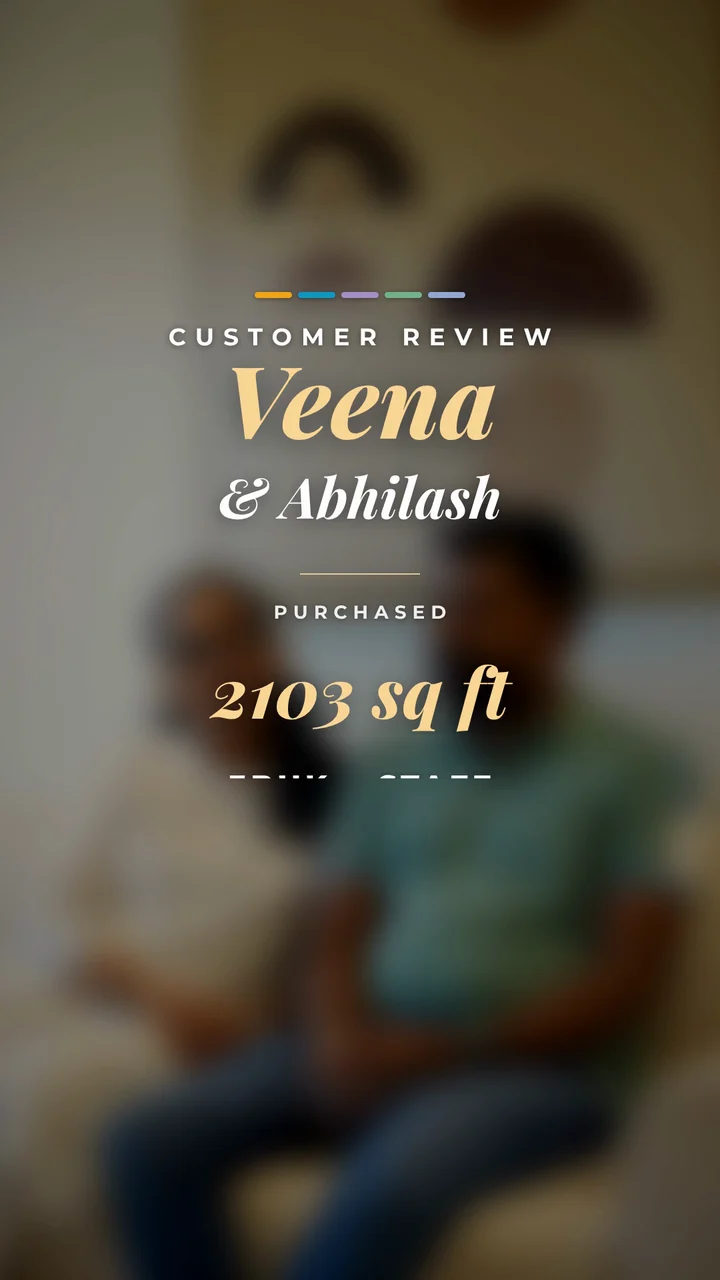 CUSTOMER REVIEW
Veena
& Abhilash
PURCHASED
2103 sq ft